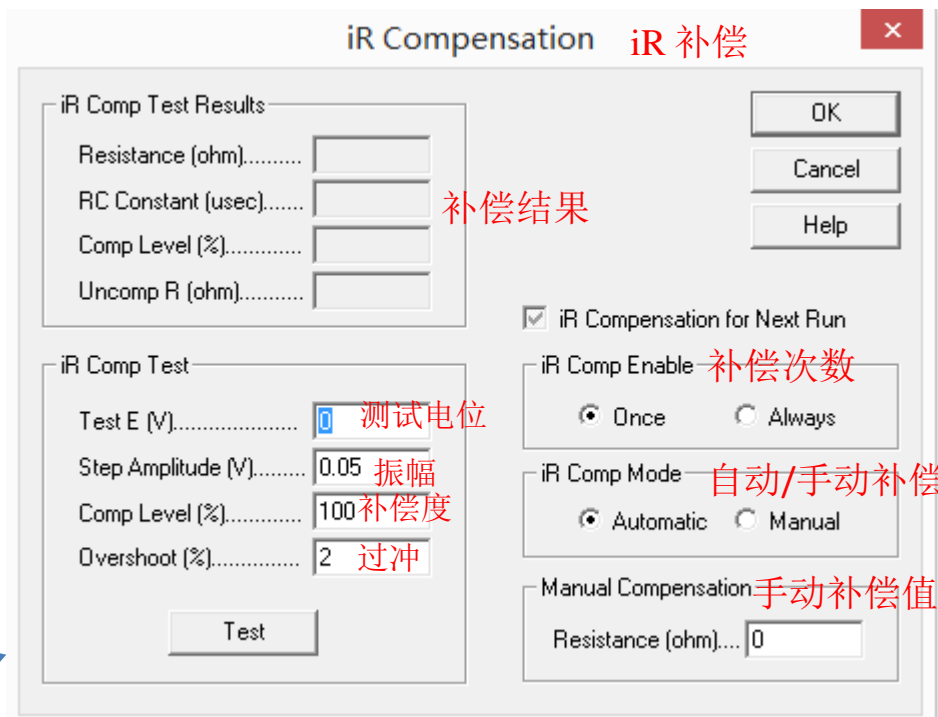 iR Compensation iR 补偿
iR Comp Test Results
Resistance (ohm)..........
RC Constant (usec).......
Comp Level (%)............
Uncomp R (ohm)...........
补偿结果
OK
Cancel
Help
iR Compensation for Next Run
iR Comp Test
Test E (V)..................... 0 测试电位
Step Amplitude (V)........ 0.05 振幅
Comp Level (%)............ 100 补偿度
Overshoot (%)............... 2 过冲
Test
iR Comp Enable 补偿次数
Once Always
iR Comp Mode 自动/手动补偿
Automatic Manual
Manual Compensation 手动补偿值
Resistance (ohm).... 0